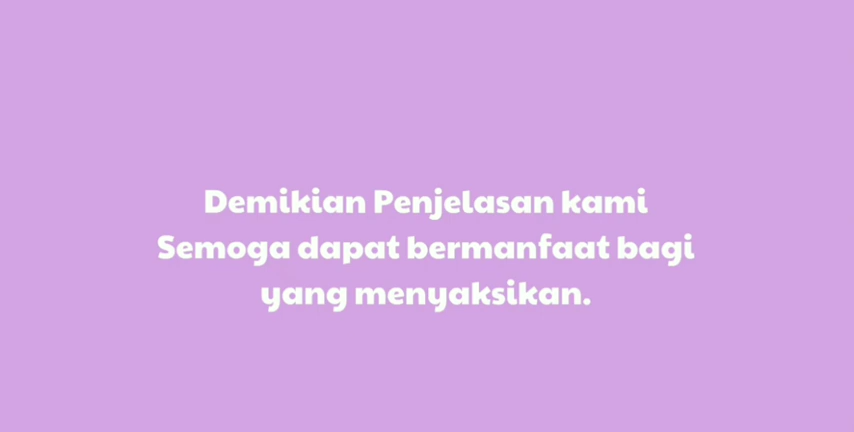 Demikian Penjelasan kami
Semoga dapat bermanfaat bagi
yang menyaksikan.